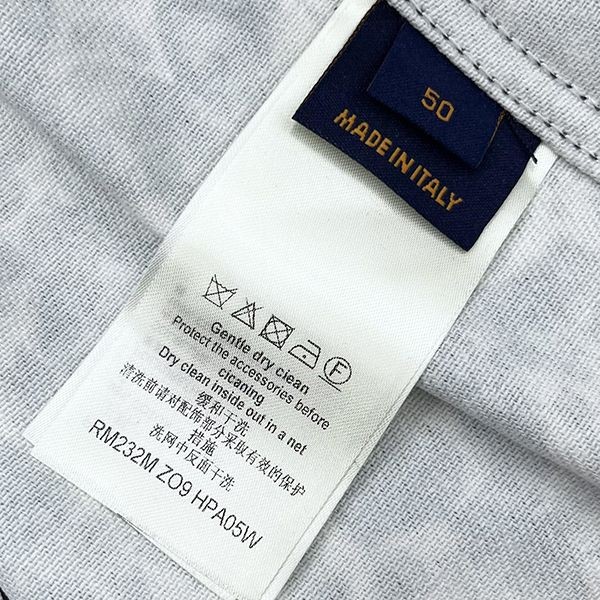 50
MADE IN ITALY
Gentle dry clean
Protect the accessories before
cleaning
Dry clean inside out in a net
缓和干洗
清洗前请对配饰部分采取有效的保护
措施
洗网中反面干洗
RM232M ZO9 HPA05W